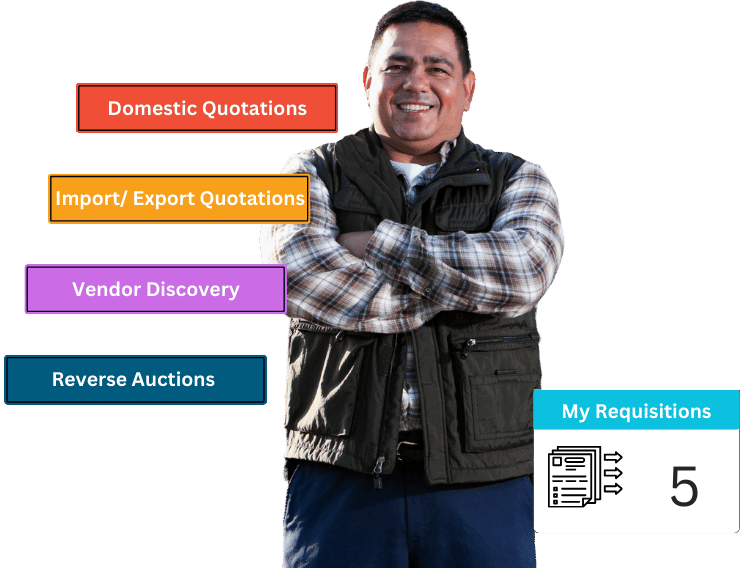 Domestic Quotations
Import/ Export Quotations
Vendor Discovery
Reverse Auctions
My Requisitions
5